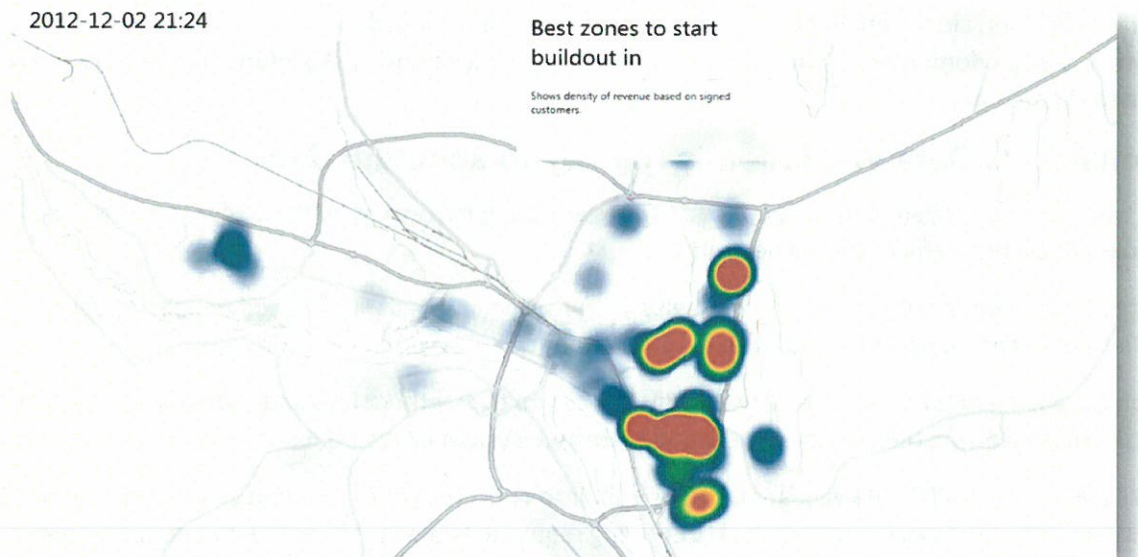 2012-12-02 21:24
Best zones to start
buildout in
Shows density of revenue based on signed
customers.